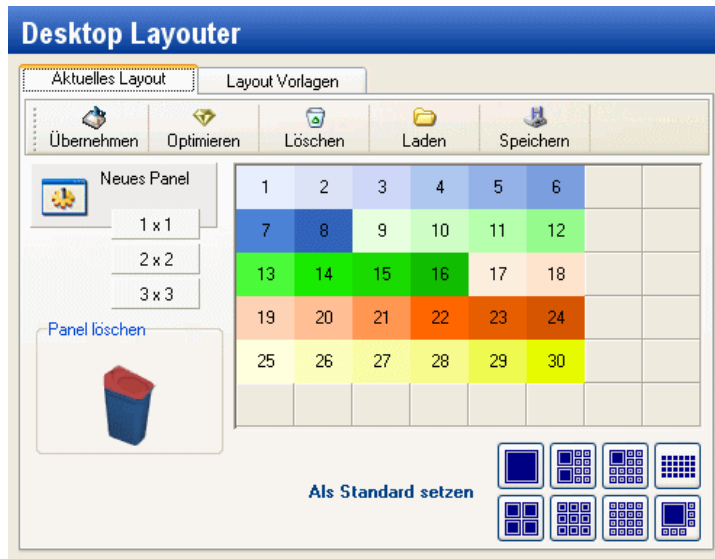 Desktop Layouter
Aktuelles Layout Layout Vorlagen
Übernehmen Optimieren Löschen Laden Speichern
Neues Panel
1 x 1
2 x 2
3 x 3
Panel löschen
1 2 3 4 5 6
7 8 9 10 11 12
13 14 15 16 17 18
19 20 21 22 23 24
25 26 27 28 29 30
Als Standard setzen